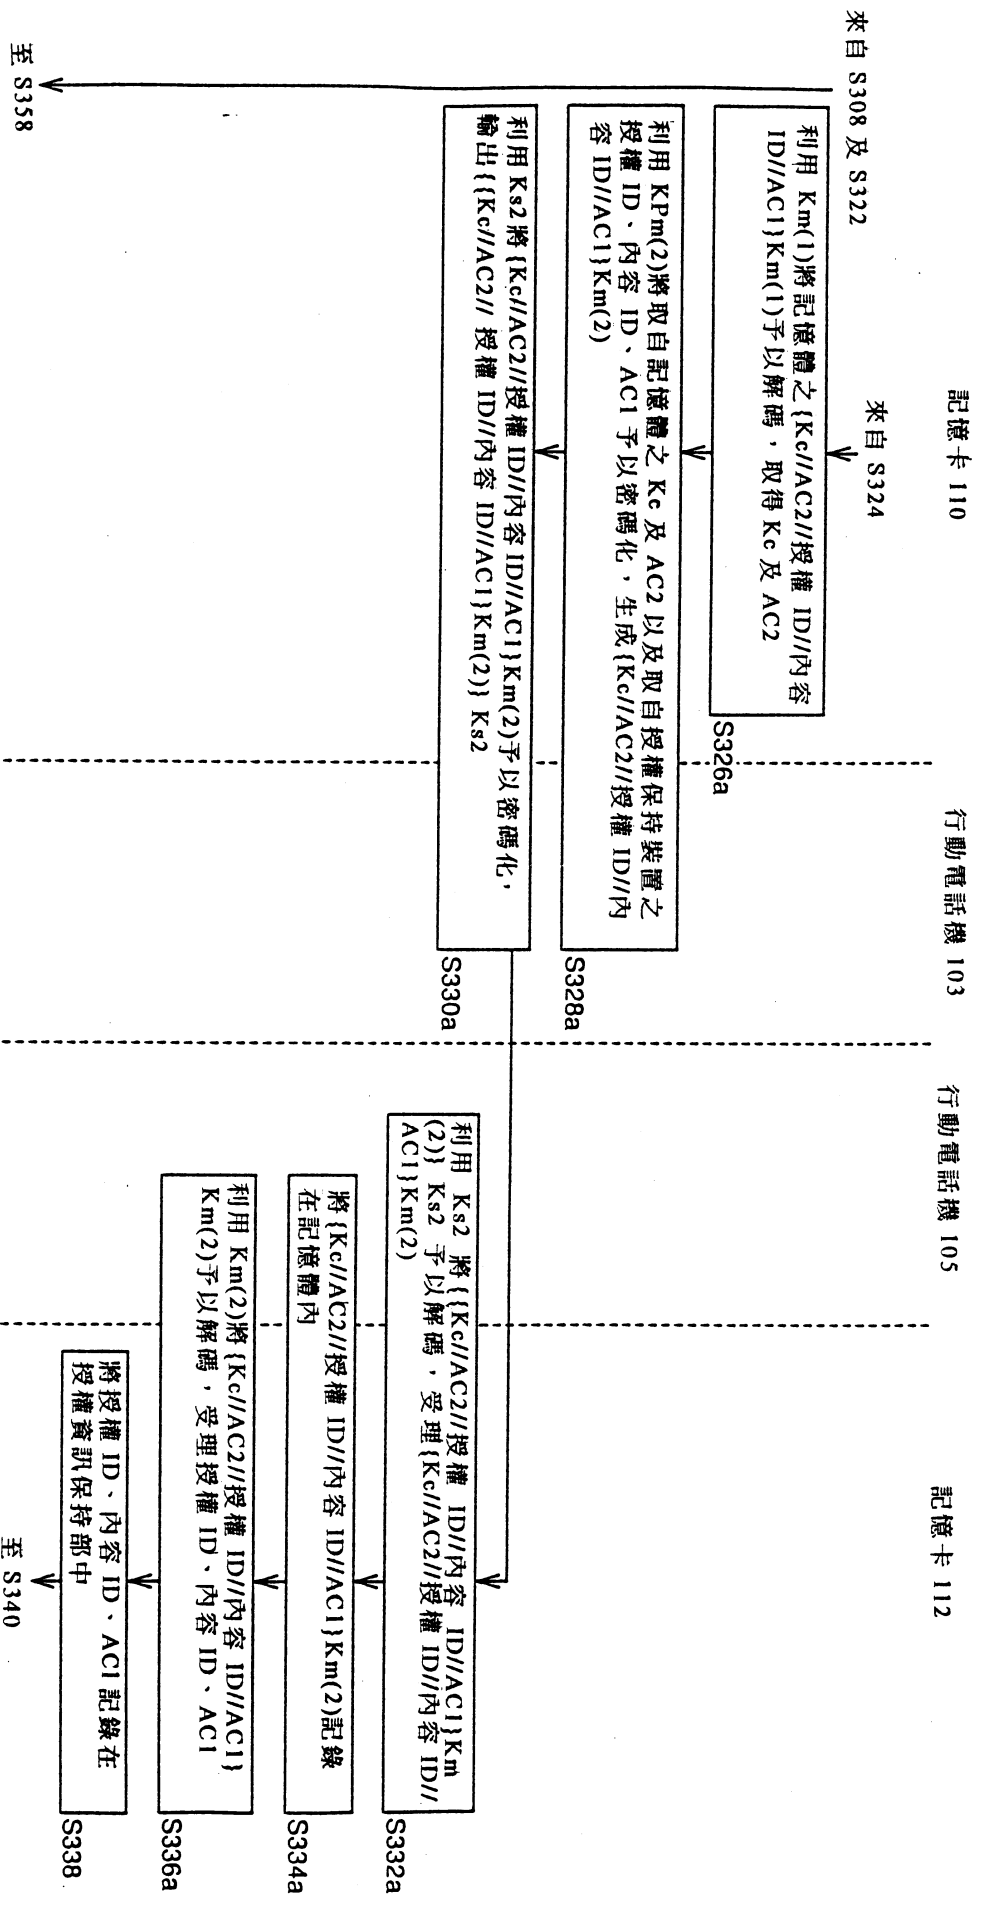 記憶卡 110
行動電話機 103
行動電話機 105
記憶卡 112
來自 S308 及 S322
來自 S324
利用 Km(1)將記憶體之{Kc//AC2//授權 ID//內容
ID//AC1}Km(1)予以解碼，取得 Kc 及 AC2
S326a
利用 KPm(2)將取自記憶體之 Kc 及 AC2 以及取自授權保持裝置之
授權 ID、內容 ID、AC1 予以密碼化，生成{Kc//AC2//授權 ID//內
容 ID//AC1}Km(2)
S328a
利用 Ks2 將{Kc//AC2//授權 ID//內容 ID//AC1}Km(2)予以密碼化，
輸出{{Kc//AC2// 授權 ID//內容 ID//AC1}Km(2)} Ks2
S330a
利用 Ks2 將{{Kc//AC2//授權 ID//內容 ID//AC1}Km
(2)} Ks2 予以解碼，受理{Kc//AC2//授權 ID//內容 ID//
AC1}Km(2)
S332a
將{Kc//AC2//授權 ID//內容 ID//AC1}Km(2)記錄
在記憶體內
S334a
利用 Km(2)將{Kc//AC2//授權 ID//內容 ID//AC1}
Km(2)予以解碼，受理授權 ID、內容 ID、AC1
S336a
將授權 ID、內容 ID、AC1 記錄在
授權資訊保持部中
S338
至 S358
至 S340